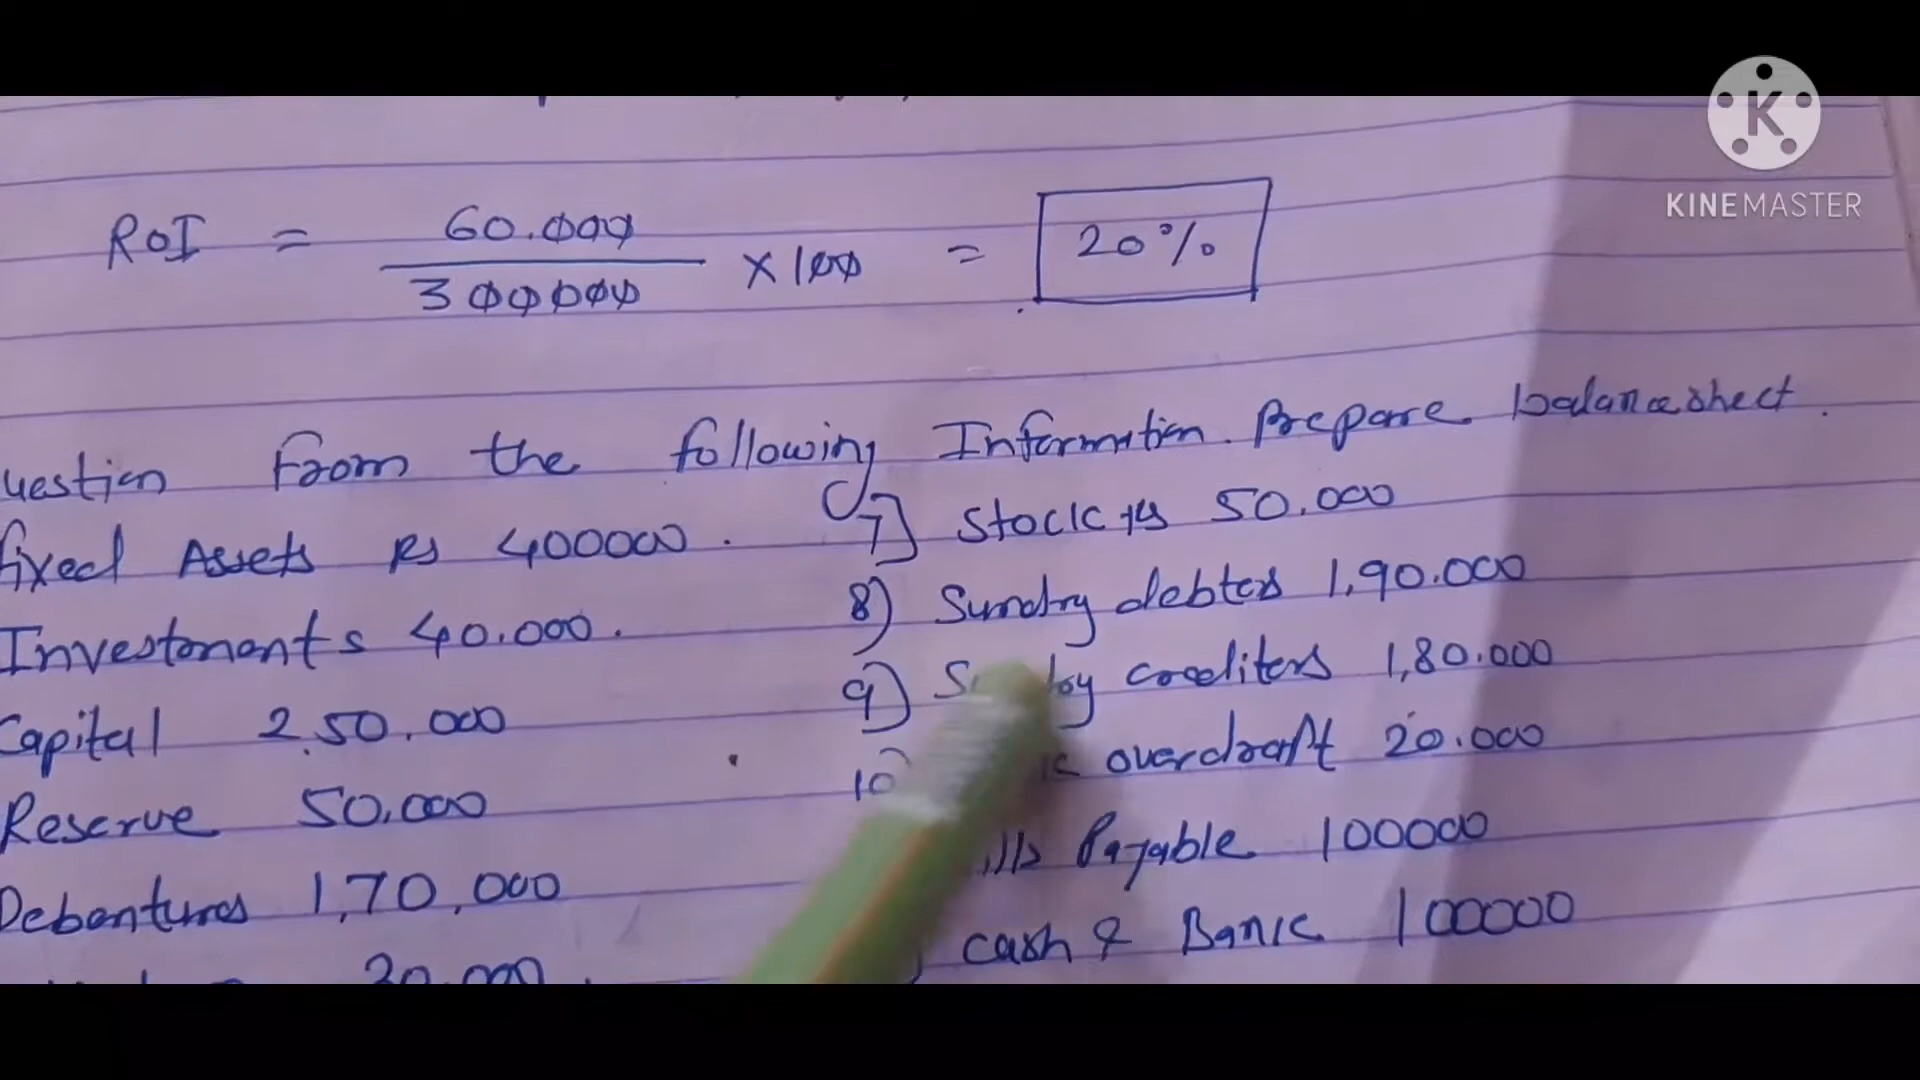 KINEMASTER
ROI = 60.000 / 300000 × 100 = 20%
uestion from the following Information. Prepare balancesheet.
fixed Assets Rs 400000.
Investments 40.000.
Capital 2.50.000
Reserve 50,000
Debentures 1,70,000
7) Stock 50.000
8) Sundry debtors 1,90.000
9) creditors 1,80.000
10) overdraft 20.000
Payable 100000
cash & Bank 100000